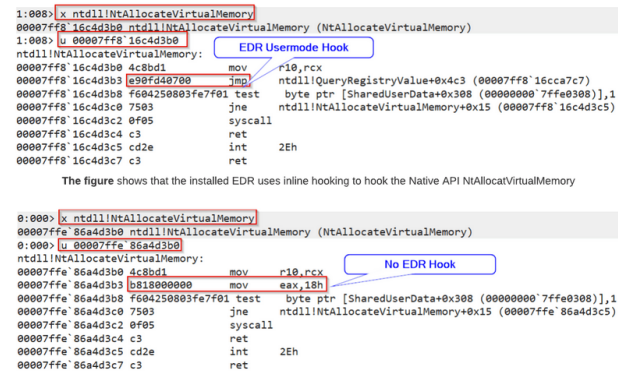 1:008> x ntdll!NtAllocateVirtualMemory
00007ff8`16c4d3b0 ntdll!NtAllocateVirtualMemory (NtAllocateVirtualMemory)
1:008> u 00007ff8`16c4d3b0
EDR Usermode Hook
ntdll!NtAllocateVirtualMemory:
00007ff8`16c4d3b0 4c8bd1 mov r10,rcx
00007ff8`16c4d3b3 e90fd40700 jmp ntdll!QueryRegistryValue+0x4c3 (00007ff8`16cca7c7)
00007ff8`16c4d3b8 f604250803fe7f01 test byte ptr [SharedUserData+0x308 (00000000`7ffe0308)],1
00007ff8`16c4d3c0 7503 jne ntdll!NtAllocateVirtualMemory+0x15 (00007ff8`16c4d3c5)
00007ff8`16c4d3c2 0f05 syscall
00007ff8`16c4d3c4 c3 ret
00007ff8`16c4d3c5 cd2e int 2Eh
00007ff8`16c4d3c7 c3 ret
The figure shows that the installed EDR uses inline hooking to hook the Native API NtAllocatVirtualMemory
0:000> x ntdll!NtAllocateVirtualMemory
00007ffe`86a4d3b0 ntdll!NtAllocateVirtualMemory (NtAllocateVirtualMemory)
0:000> u 00007ffe`86a4d3b0
ntdll!NtAllocateVirtualMemory:
No EDR Hook
00007ffe`86a4d3b0 4c8bd1 mov r10,rcx
00007ffe`86a4d3b3 b818000000 mov eax,18h
00007ffe`86a4d3b8 f604250803fe7f01 test byte ptr [SharedUserData+0x308 (00000000`7ffe0308)],1
00007ffe`86a4d3c0 7503 jne ntdll!NtAllocateVirtualMemory+0x15 (00007ffe`86a4d3c5)
00007ffe`86a4d3c2 0f05 syscall
00007ffe`86a4d3c4 c3 ret
00007ffe`86a4d3c5 cd2e int 2Eh
00007ffe`86a4d3c7 c3 ret